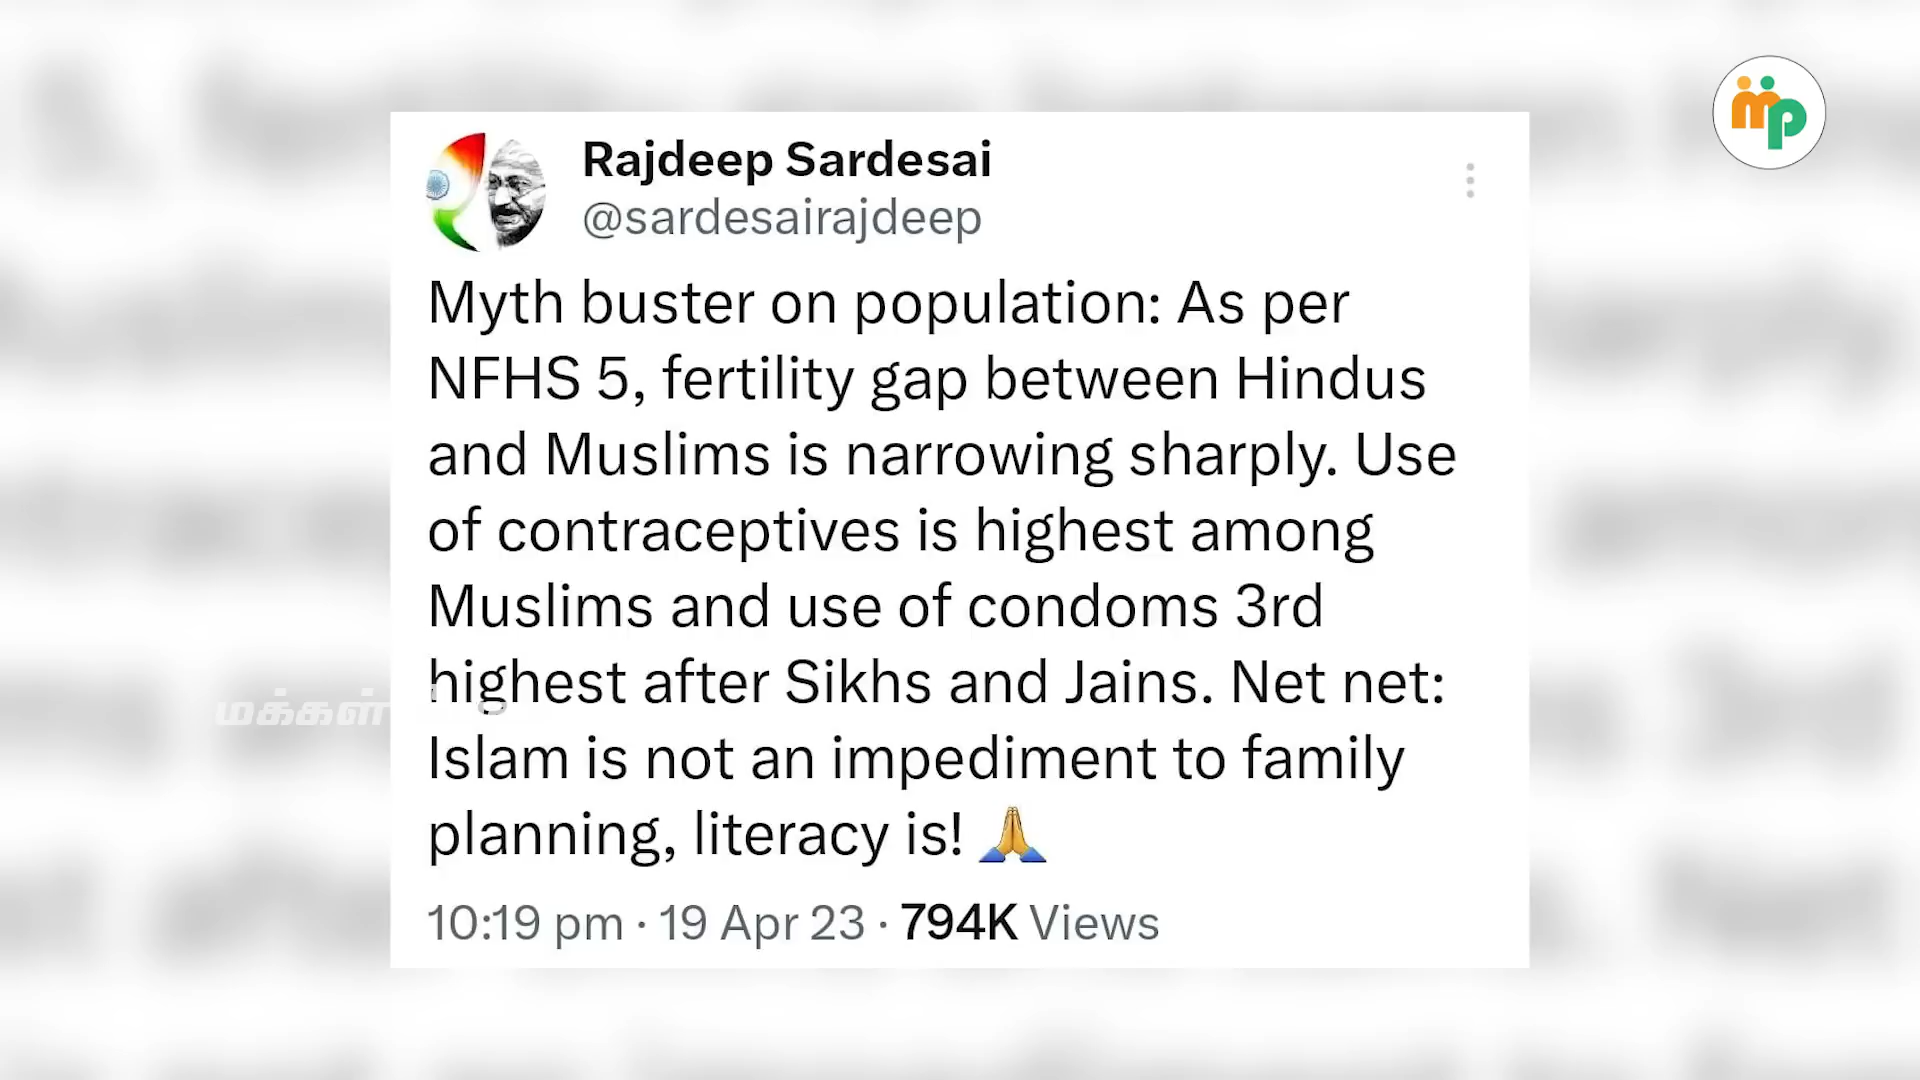 mp
Rajdeep Sardesai
@sardesairajdeep
Myth buster on population: As per
NFHS 5, fertility gap between Hindus
and Muslims is narrowing sharply. Use
of contraceptives is highest among
Muslims and use of condoms 3rd
highest after Sikhs and Jains. Net net:
மக்கள்
Islam is not an impediment to family
planning, literacy is! 🙏
10:19 pm · 19 Apr 23 · 794K Views